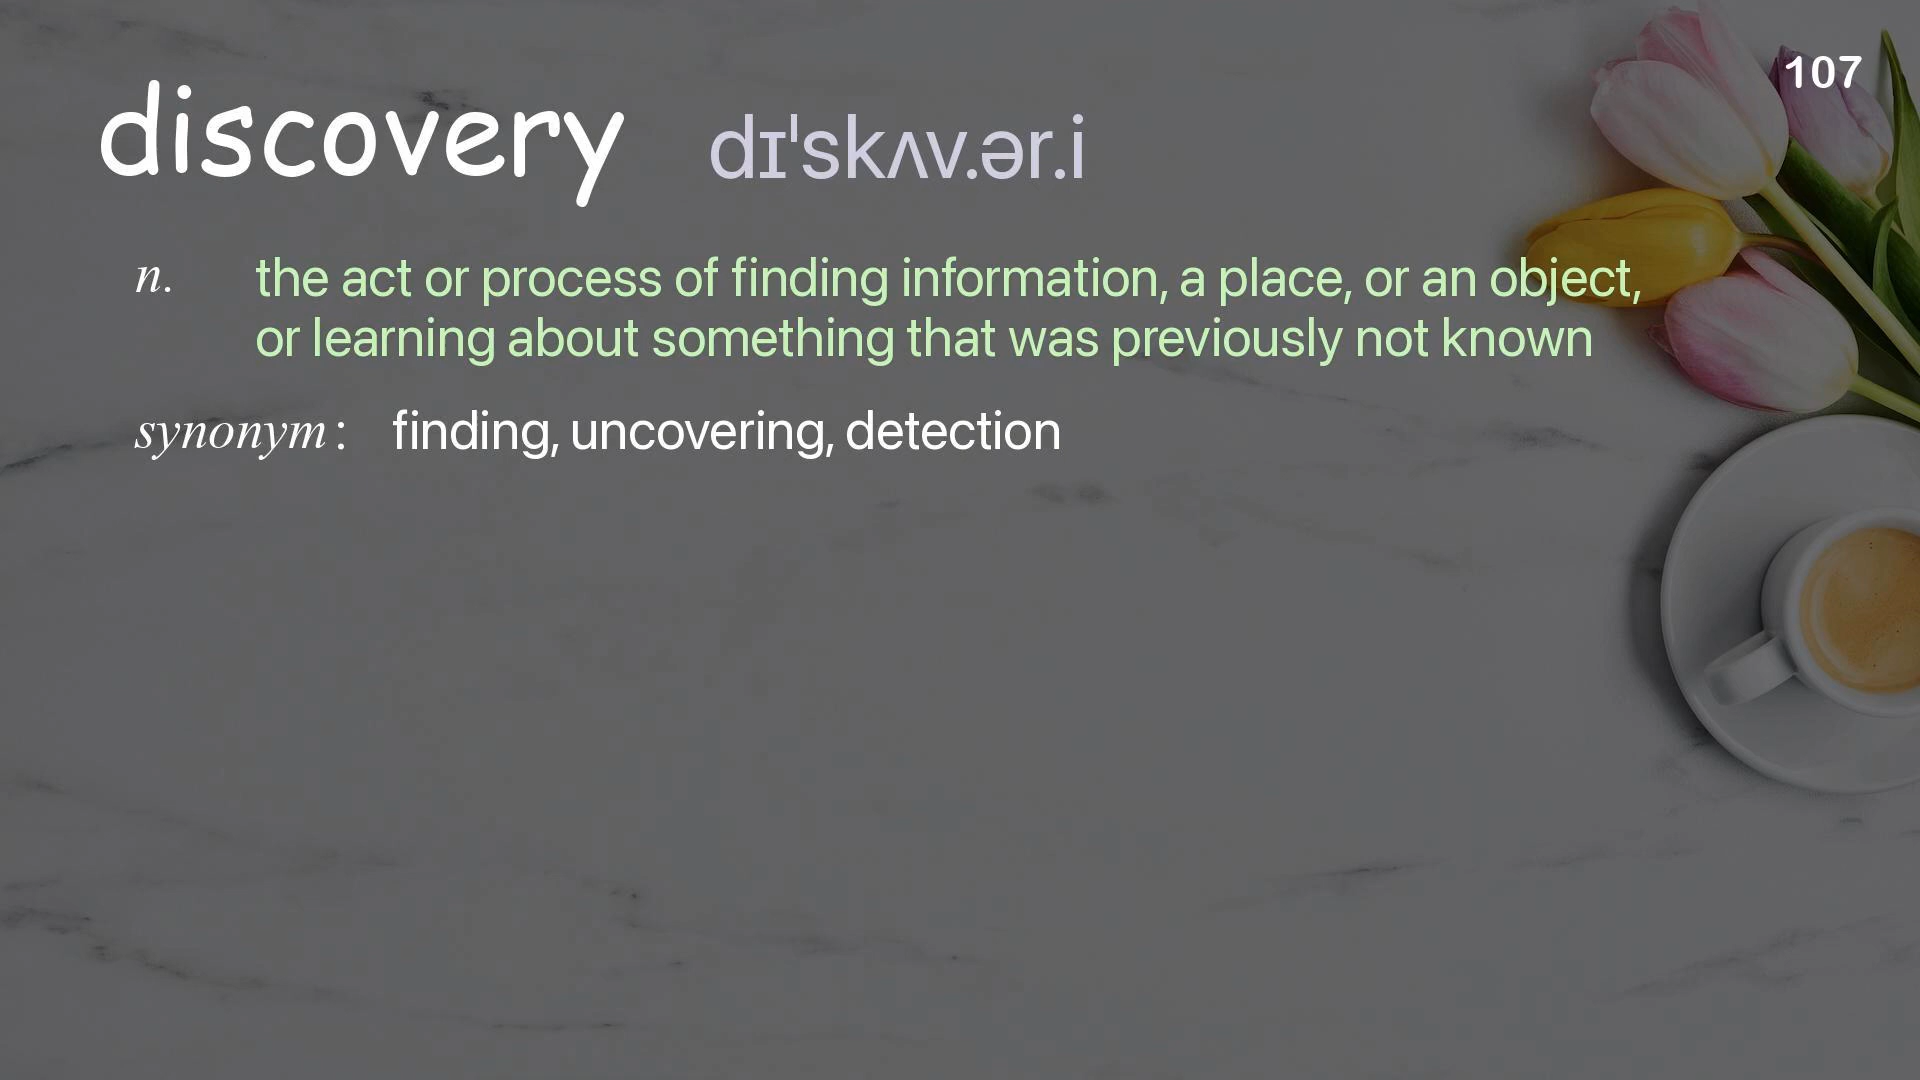 107
discovery dɪˈskʌv.ər.i
n. the act or process of finding information, a place, or an object,
or learning about something that was previously not known
synonym: finding, uncovering, detection